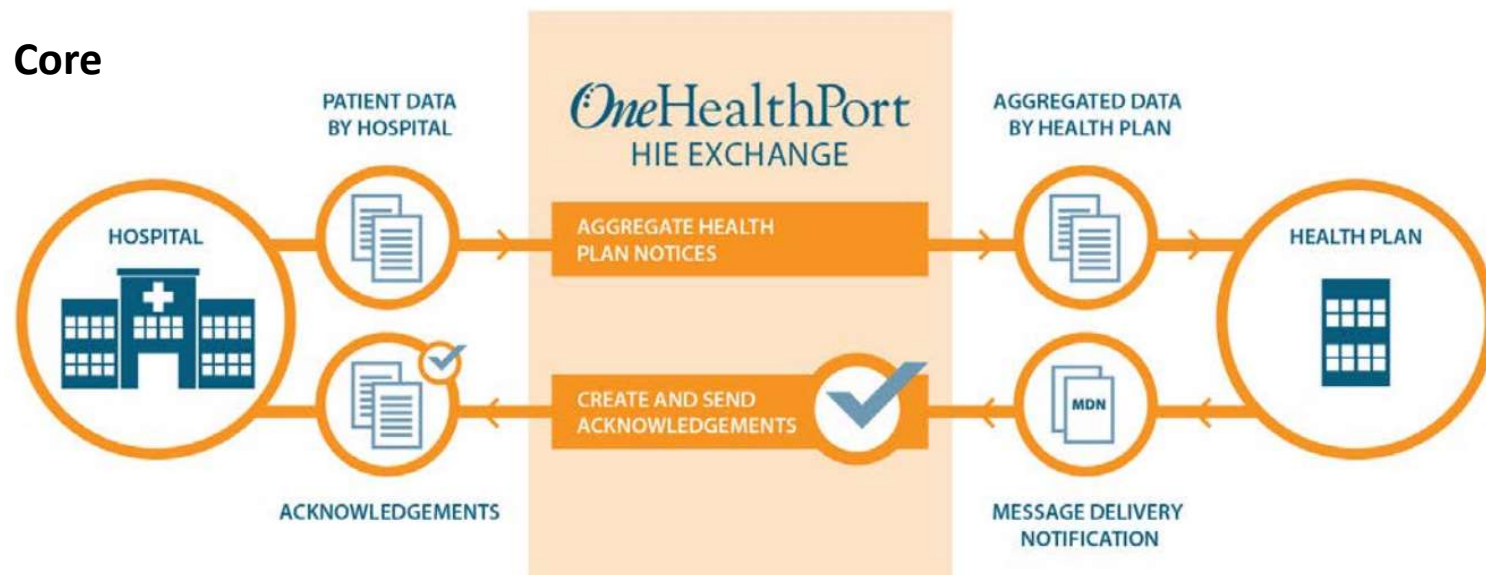 Core
PATIENT DATA
BY HOSPITAL
OneHealthPort
HIE EXCHANGE
AGGREGATED DATA
BY HEALTH PLAN
HOSPITAL
AGGREGATE HEALTH
PLAN NOTICES
HEALTH PLAN
CREATE AND SEND
ACKNOWLEDGEMENTS
MDN
ACKNOWLEDGEMENTS
MESSAGE DELIVERY
NOTIFICATION